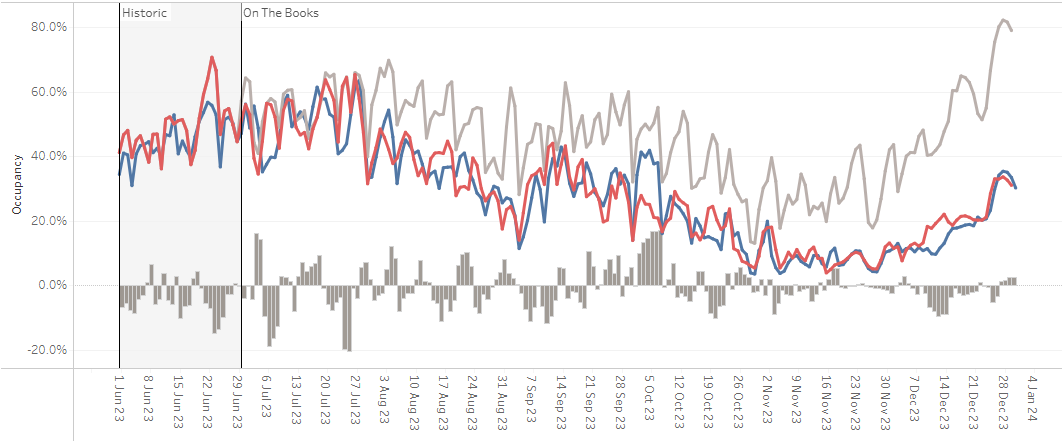 Historic
On The Books
80.0%
60.0%
40.0%
20.0%
0.0%
-20.0%
Occupancy
1 Jun 23
8 Jun 23
15 Jun 23
22 Jun 23
29 Jun 23
6 Jul 23
13 Jul 23
20 Jul 23
27 Jul 23
3 Aug 23
10 Aug 23
17 Aug 23
24 Aug 23
31 Aug 23
7 Sep 23
14 Sep 23
21 Sep 23
28 Sep 23
5 Oct 23
12 Oct 23
19 Oct 23
26 Oct 23
2 Nov 23
9 Nov 23
16 Nov 23
23 Nov 23
30 Nov 23
7 Dec 23
14 Dec 23
21 Dec 23
28 Dec 23
4 Jan 24